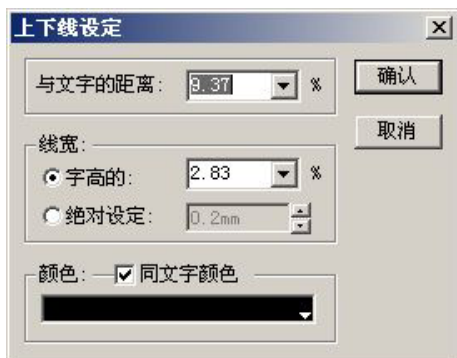 上下线设定
与文字的距离: 9.37 %
确认
取消
线宽:
字高的: 2.83 %
绝对设定: 0.2mm
颜色: 同文字颜色